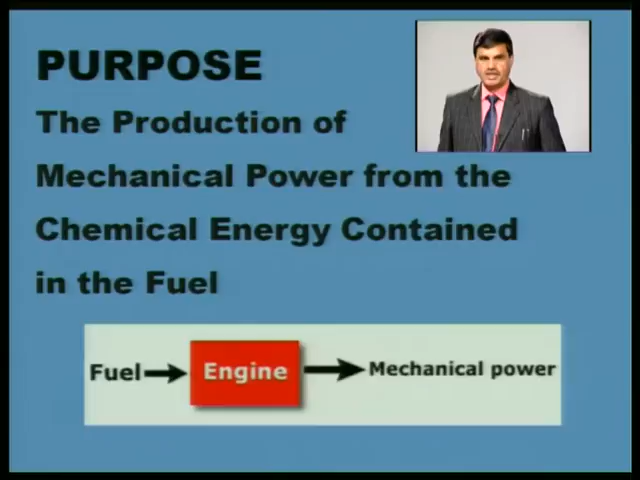 PURPOSE
The Production of
Mechanical Power from the
Chemical Energy Contained
in the Fuel
Fuel
Engine
Mechanical power